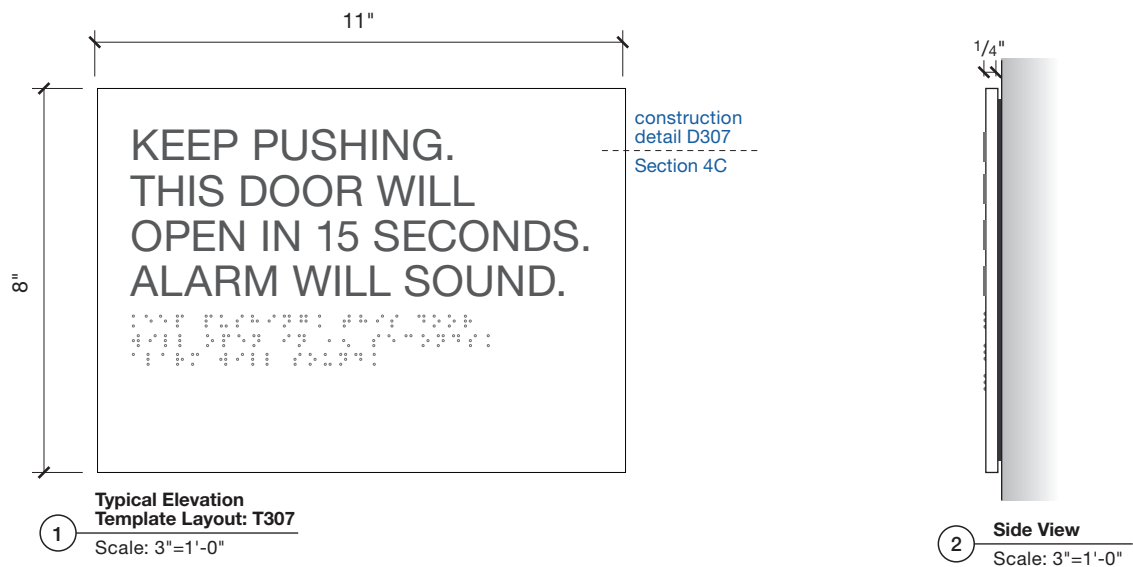 11"
1/4"
construction
detail D307
Section 4C
KEEP PUSHING.
THIS DOOR WILL
OPEN IN 15 SECONDS.
ALARM WILL SOUND.
8"
Typical Elevation
Template Layout: T307
1
Scale: 3"=1'-0"
Side View
2
Scale: 3"=1'-0"